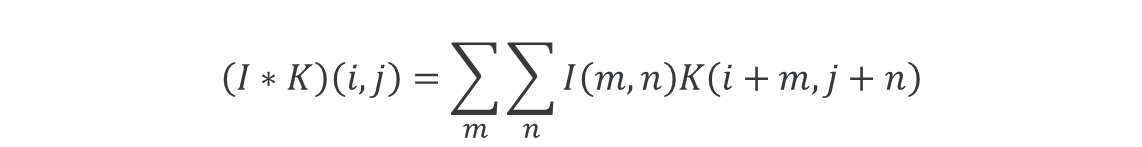 (I ∗ K)(i, j) = ∑_m ∑_n I(m, n)K(i + m, j + n)